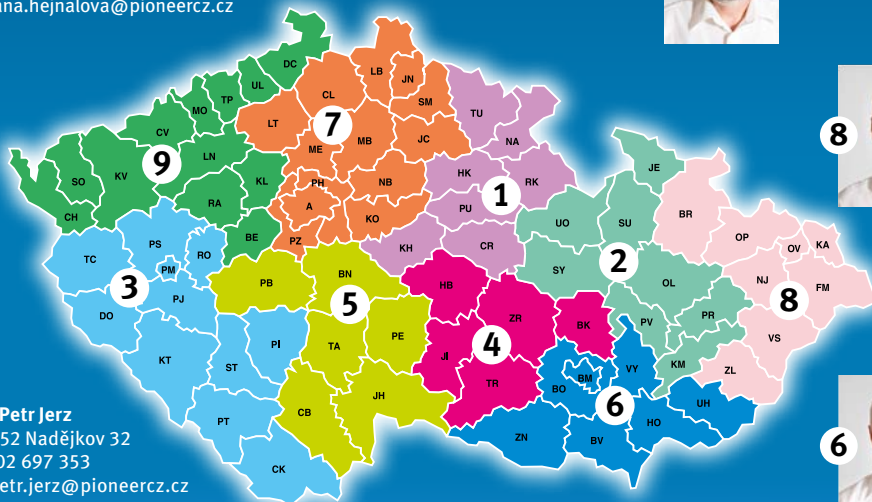 ana.hejnalova@pioneercz.cz
DC
LB
JN
UL
TP
MO
CL
SM
TU
CV
LT
7
MB
JC
NA
8
9
LN
ME
SO
KV
KL
PH
NB
HK
RK
JE
RA
A
1
CH
KO
PU
BR
BE
PZ
UO
SU
OP
KA
PS
RO
KH
CR
OV
TC
PM
BN
SY
2
NJ
FM
3
PB
HB
OL
8
PJ
5
DO
ZR
BK
PV
PR
PE
4
VS
KT
PI
TA
JI
ST
KM
ZL
BM
VY
TR
BO
JH
6
UH
CB
HO
Petr Jerz
52 Nadějkov 32
PT
ZN
BV
6
02 697 353
CK
etr.jerz@pioneercz.cz